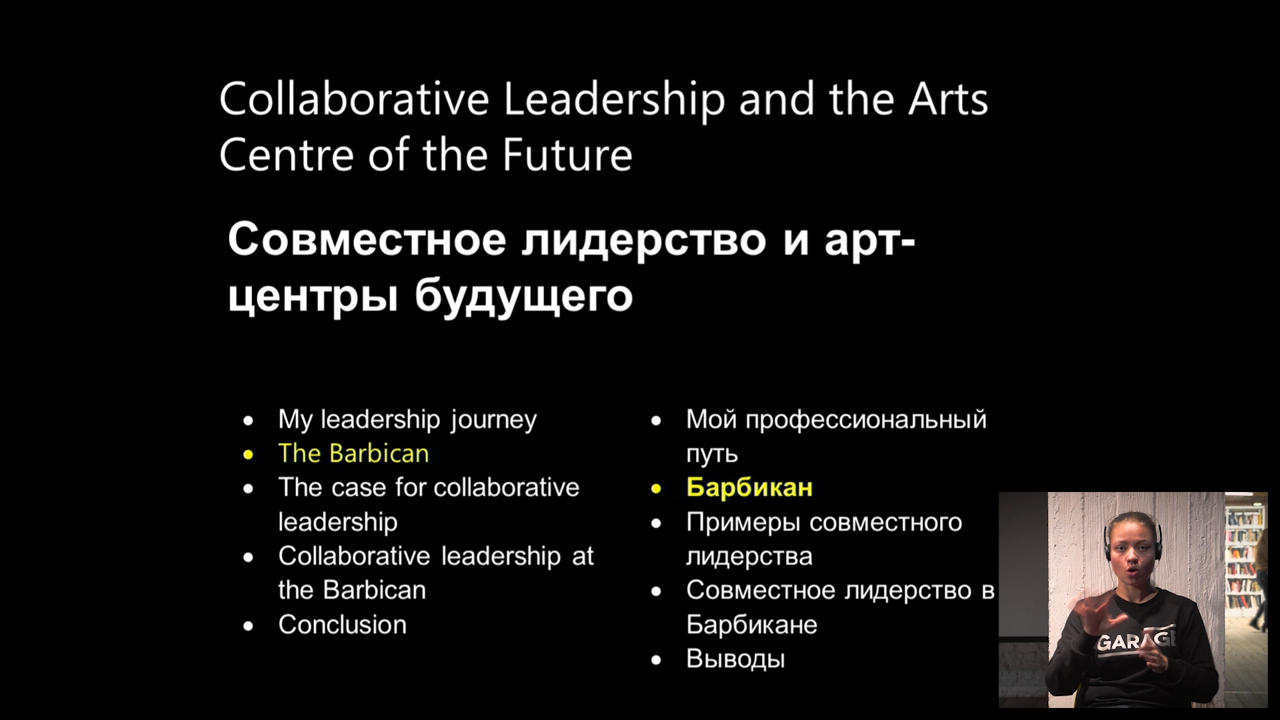 Collaborative Leadership and the Arts
Centre of the Future
Совместное лидерство и арт-
центры будущего
• My leadership journey
• The Barbican
• The case for collaborative
leadership
• Collaborative leadership at
the Barbican
• Conclusion
• Мой профессиональный
путь
• Барбикан
• Примеры совместного
лидерства
• Совместное лидерство в
Барбикане
• Выводы
GARAGE